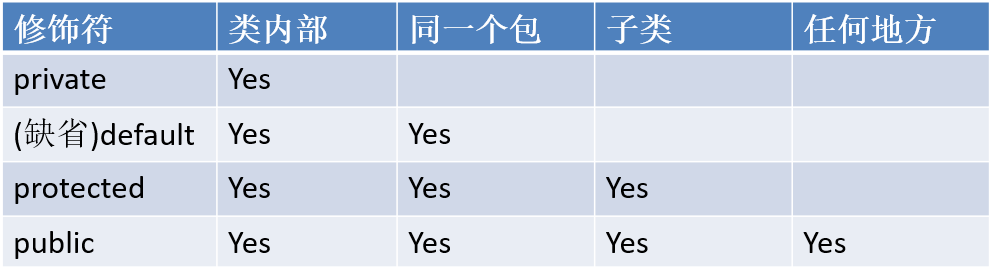 修饰符 类内部 同一个包 子类 任何地方
private Yes
(缺省)default Yes Yes
protected Yes Yes Yes
public Yes Yes Yes Yes